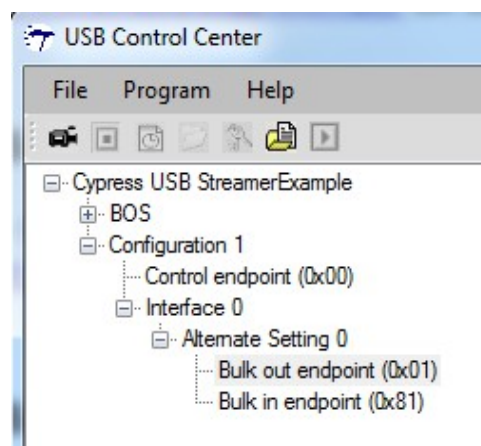 USB Control Center
File Program Help
Cypress USB StreamerExample
BOS
Configuration 1
Control endpoint (0x00)
Interface 0
Alternate Setting 0
Bulk out endpoint (0x01)
Bulk in endpoint (0x81)